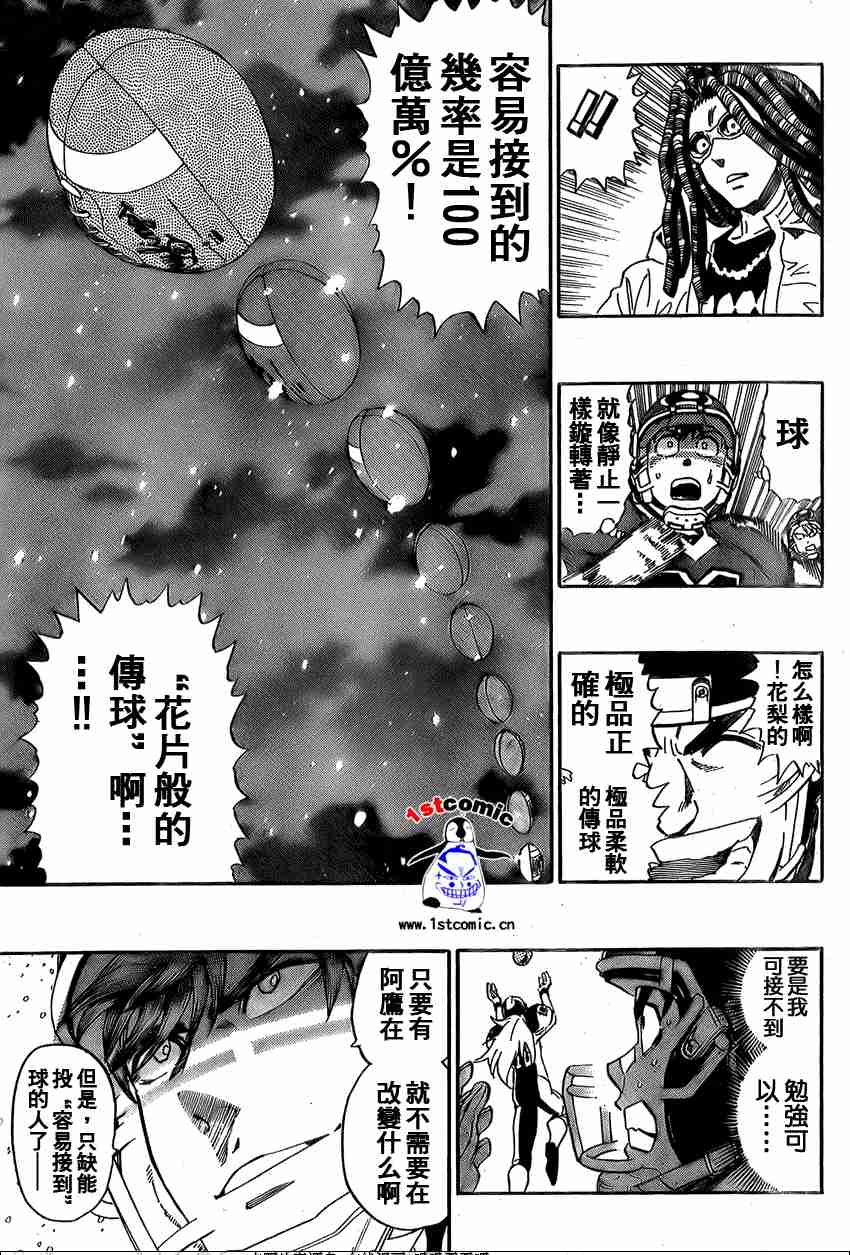 !!
球
就像靜止一
樣鏇轉著…
怎么樣啊
！花梨的
極品正
確的
極品柔軟
的傳球
容易接到的
幾率是100
億萬％！
“花片般的
傳球”啊…
…!!
1stcomic
www.1stcomic.cn
要是我
可接不到
勉強可
以……
只要有
阿鷹在
就不需要在
改變什么啊
但是，只缺能
投“容易接到”
球的人了——